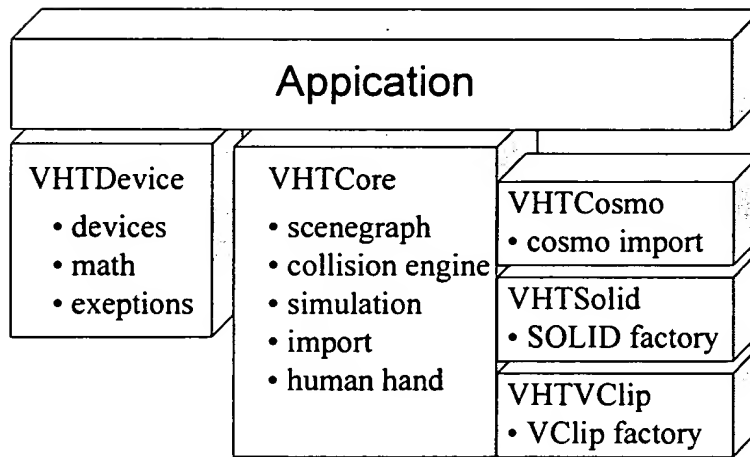 Appication
VHTDevice
• devices
• math
• exeptions
VHTCore
• scenegraph
• collision engine
• simulation
• import
• human hand
VHTCosmo
• cosmo import
VHTSolid
• SOLID factory
VHTVClip
• VClip factory